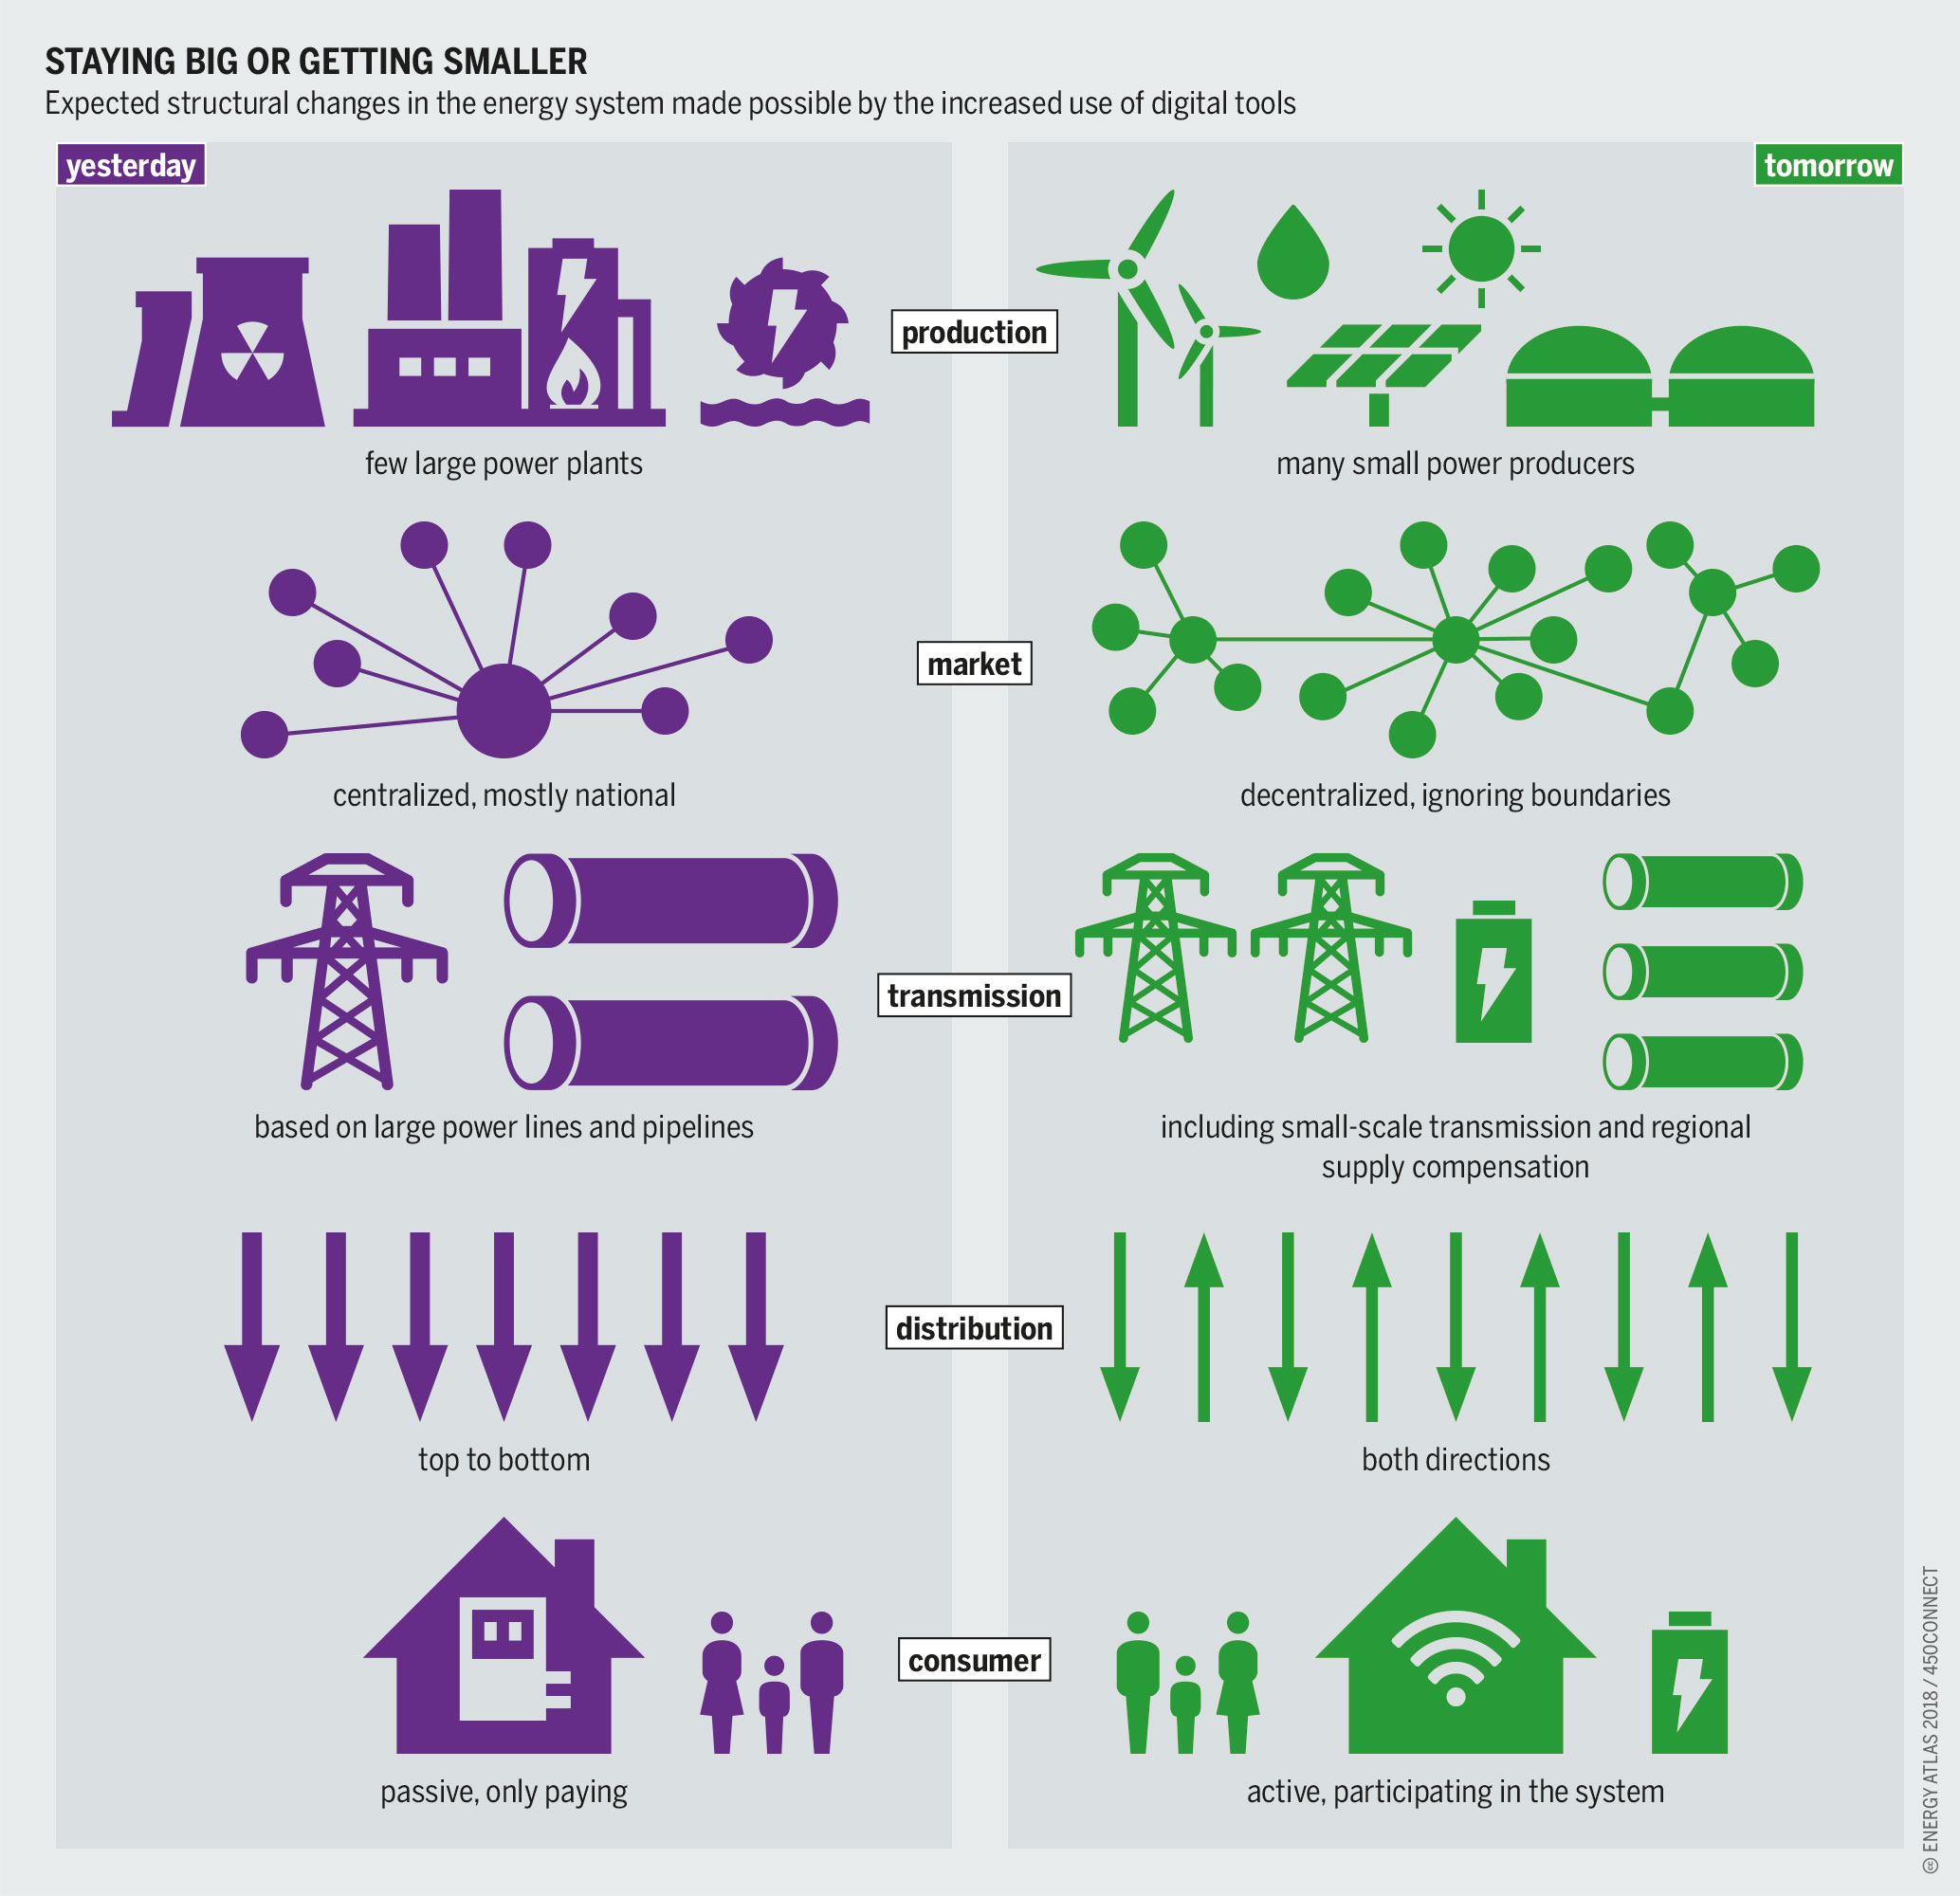 STAYING BIG OR GETTING SMALLER
Expected structural changes in the energy system made possible by the increased use of digital tools
yesterday
tomorrow
production
few large power plants
many small power producers
market
centralized, mostly national
decentralized, ignoring boundaries
transmission
based on large power lines and pipelines
including small-scale transmission and regional
supply compensation
distribution
top to bottom
both directions
consumer
passive, only paying
active, participating in the system
cc ENERGY ATLAS 2018 / 450CONNECT